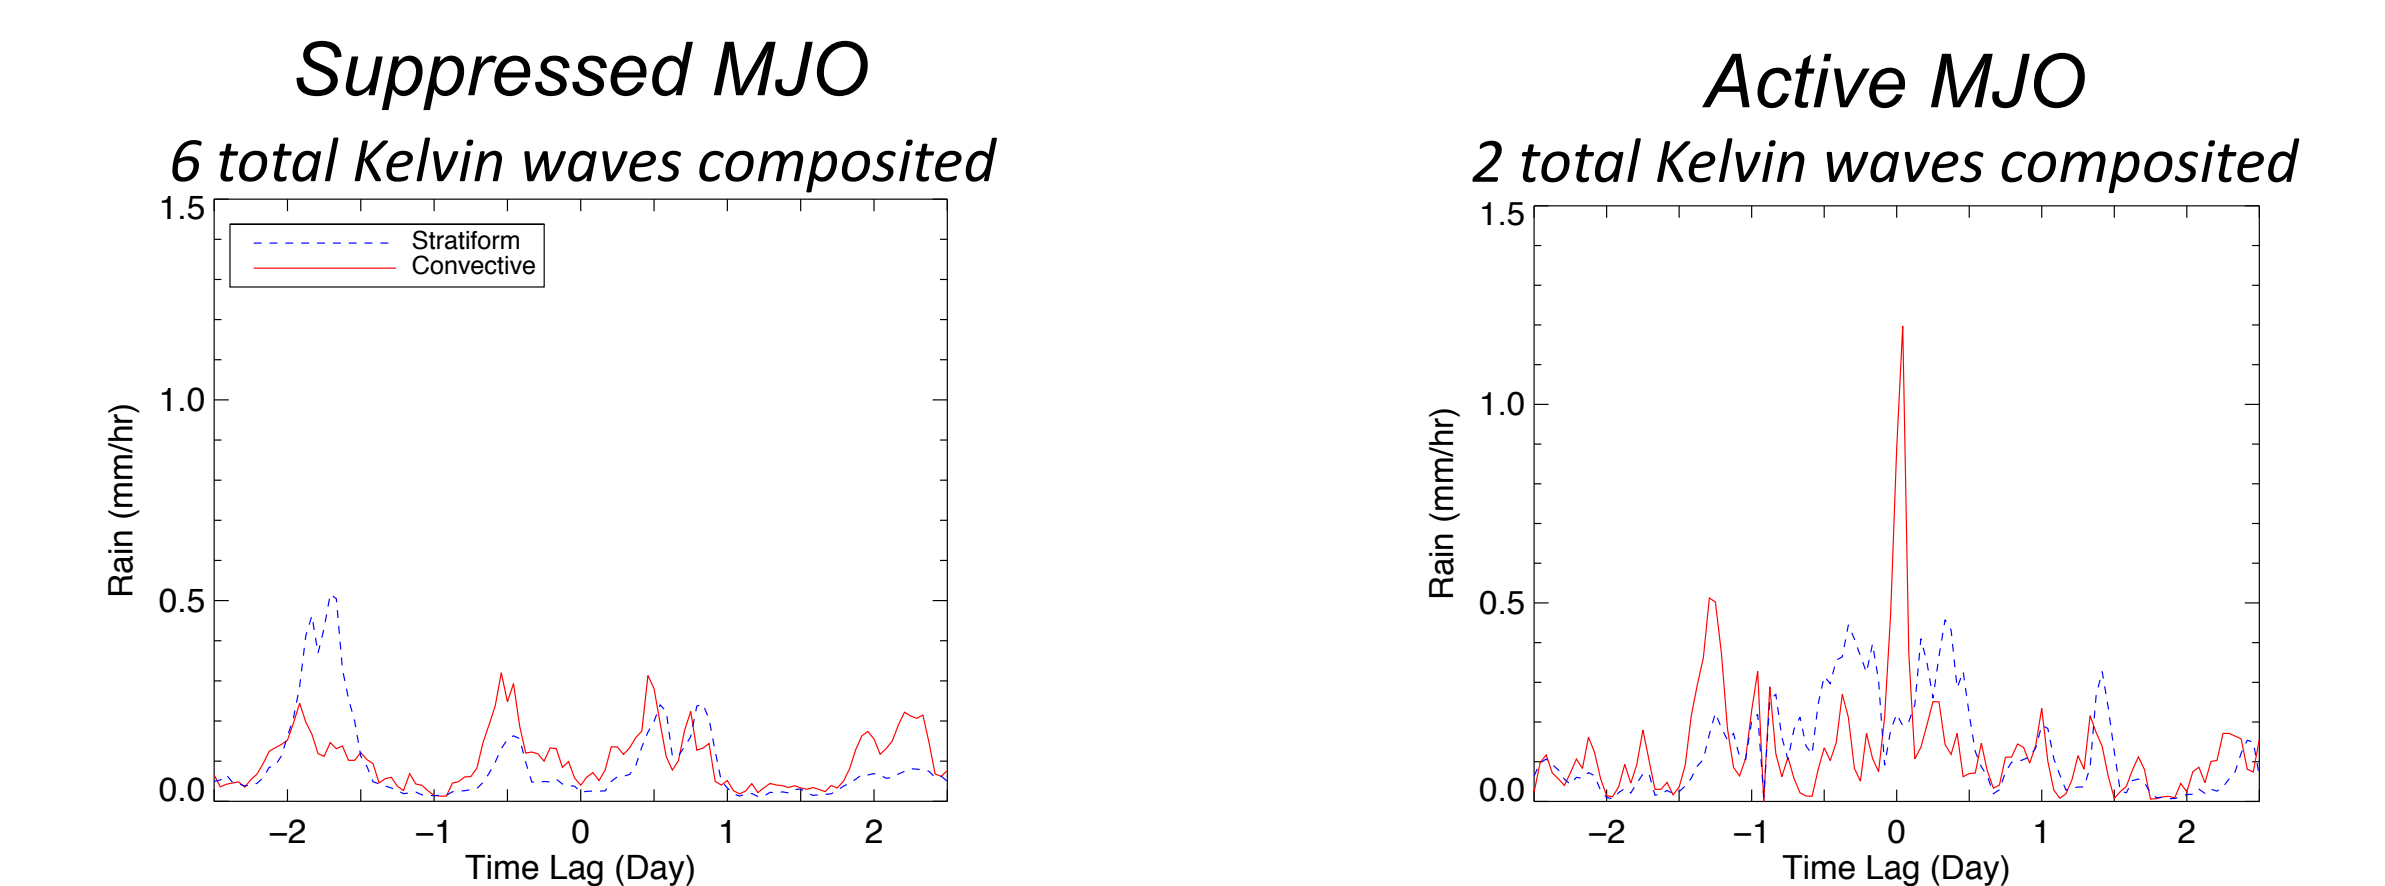 Suppressed MJO
6 total Kelvin waves composited
1.5
Stratiform
Convective
1.0
Rain (mm/hr)
0.5
0.0
−2 −1 0 1 2
Time Lag (Day)
Active MJO
2 total Kelvin waves composited
1.5
1.0
Rain (mm/hr)
0.5
0.0
−2 −1 0 1 2
Time Lag (Day)